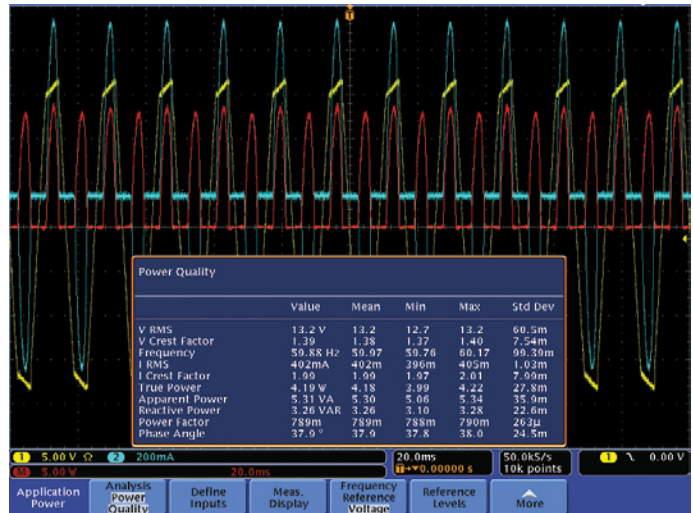 T
Power Quality
Value Mean Min Max Std Dev
V RMS 13.2 V 13.2 12.7 13.2 60.5m
V Crest Factor 1.39 1.38 1.37 1.40 7.54m
Frequency 59.88 Hz 59.97 59.76 60.17 99.39m
I RMS 402mA 402m 396m 405m 1.03m
I Crest Factor 1.99 1.99 1.97 2.01 7.99m
True Power 4.19 W 4.18 3.99 4.22 27.8m
Apparent Power 5.31 VA 5.30 5.06 5.34 35.9m
Reactive Power 3.26 VAR 3.26 3.10 3.28 22.6m
Power Factor 789m 789m 788m 790m 263µ
Phase Angle 37.9 ° 37.9 37.8 38.0 24.5m
1 5.00 V Ω 2 200mA 20.0ms 50.0kS/s 1 0.00 V
M 5.00 W 20.0ms T→▼0.00000 s 10k points
Application Power
Analysis Power Quality
Define Inputs
Meas. Display
Frequency Reference Voltage
Reference Levels
More